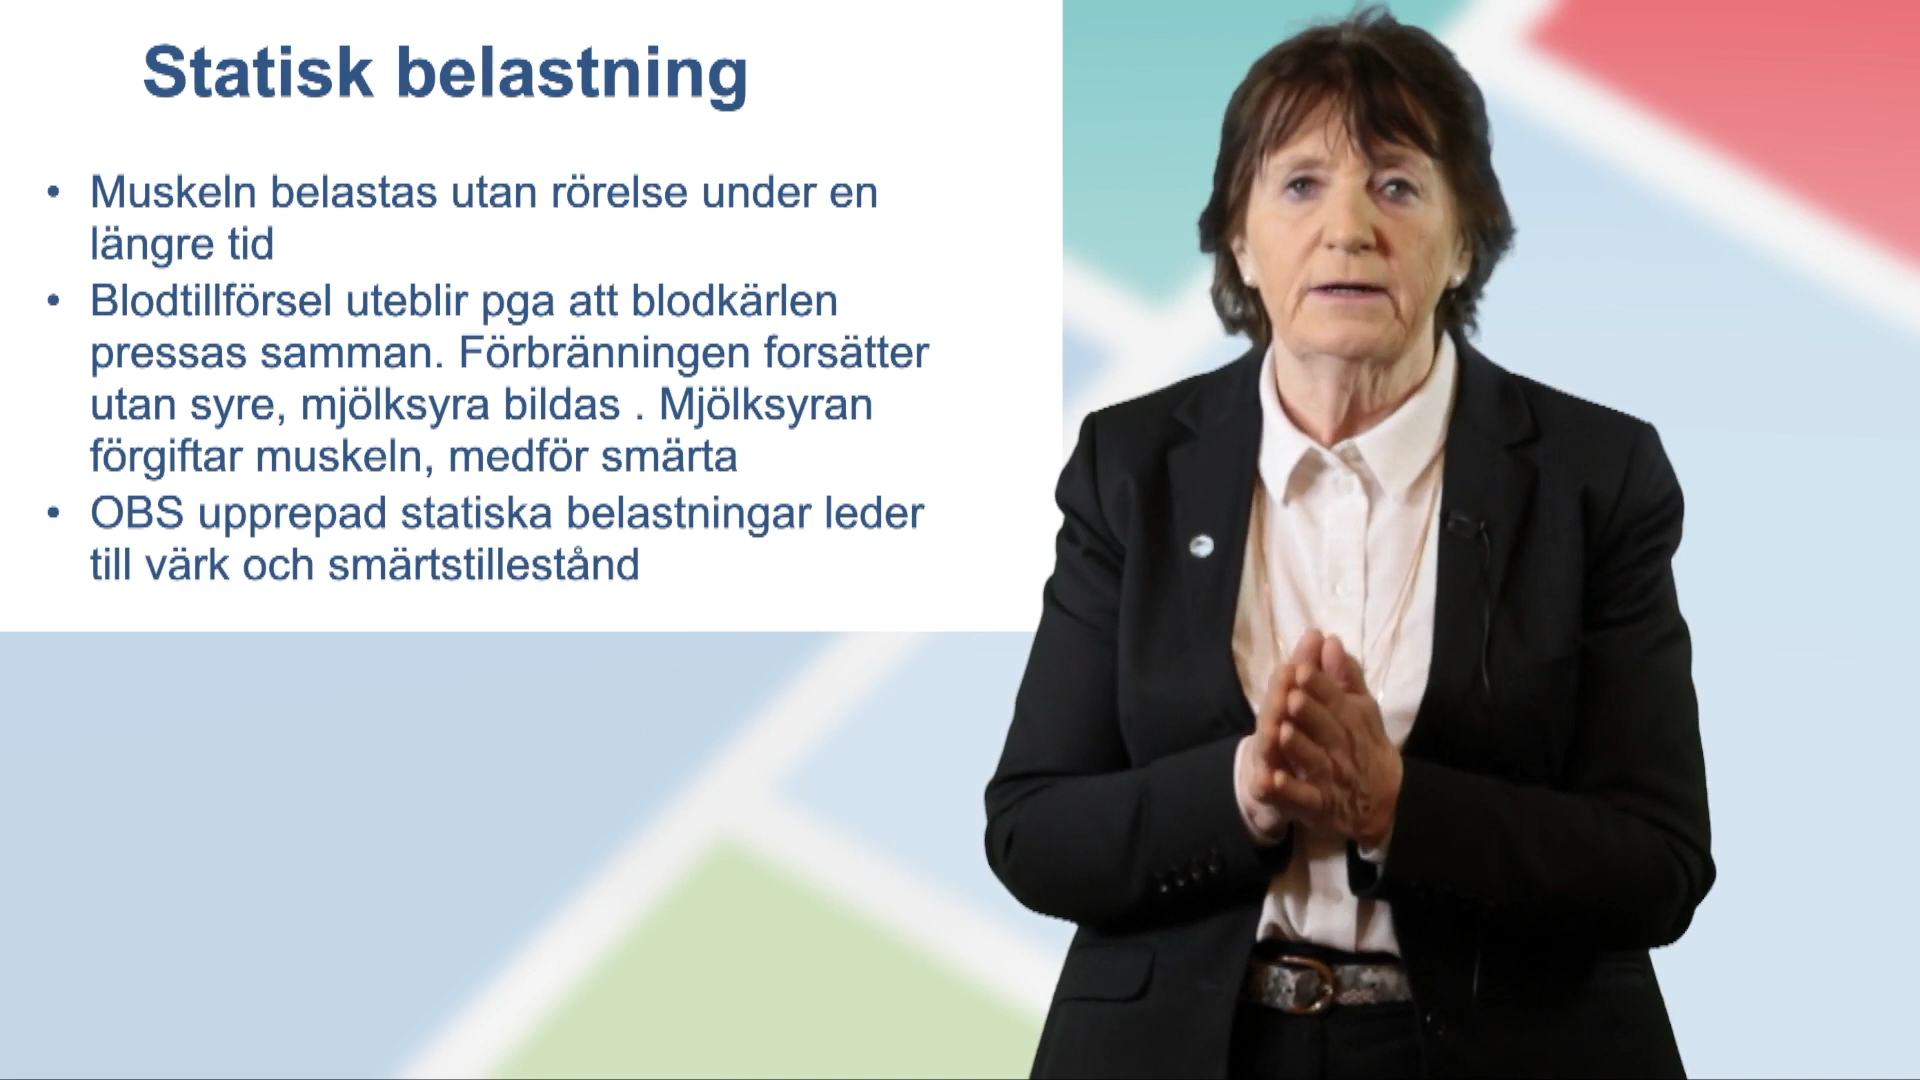 Statisk belastning
• Muskeln belastas utan rörelse under en
längre tid
• Blodtillförsel uteblir pga att blodkärlen
pressas samman. Förbränningen forsätter
utan syre, mjölksyra bildas . Mjölksyran
förgiftar muskeln, medför smärta
• OBS upprepad statiska belastningar leder
till värk och smärtstillestånd